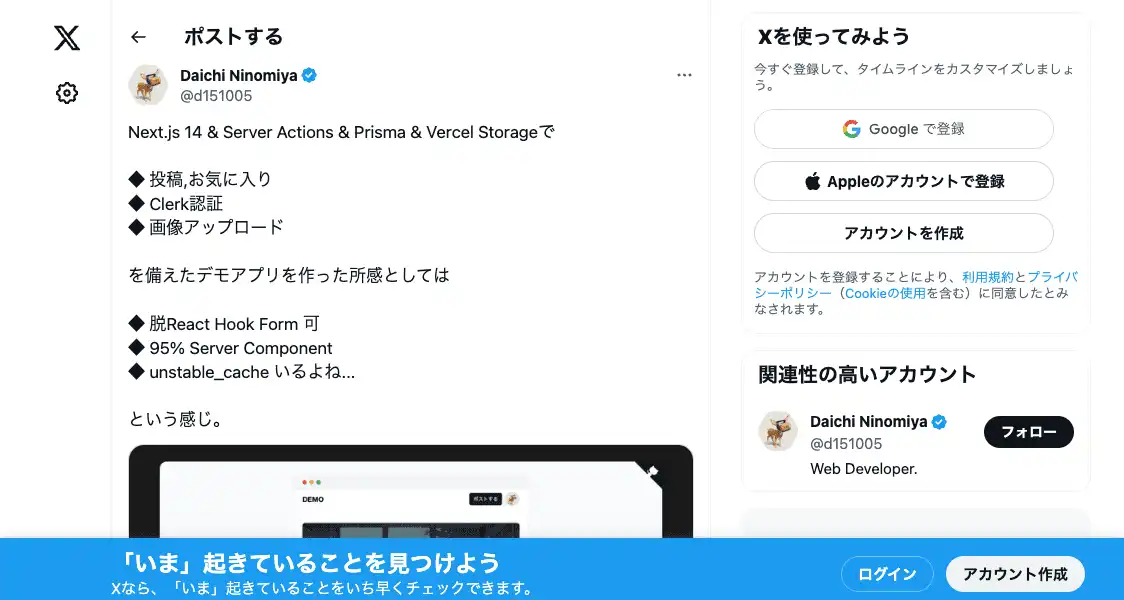 ポストする
Daichi Ninomiya
@d151005
Next.js 14 & Server Actions & Prisma & Vercel Storageで
◆ 投稿,お気に入り
◆ Clerk認証
◆ 画像アップロード
を備えたデモアプリを作った所感としては
◆ 脱React Hook Form 可
◆ 95% Server Component
◆ unstable_cache いるよね...
という感じ。
DEMO
ポストする
Xを使ってみよう
今すぐ登録して、タイムラインをカスタマイズしましょ
う。
Google で登録
Appleのアカウントで登録
アカウントを作成
アカウントを登録することにより、利用規約とプライバ
シーポリシー（Cookieの使用を含む）に同意したとみ
なされます。
関連性の高いアカウント
Daichi Ninomiya
@d151005
フォロー
Web Developer.
「いま」起きていることを見つけよう
Xなら、「いま」起きていることをいち早くチェックできます。
ログイン
アカウント作成